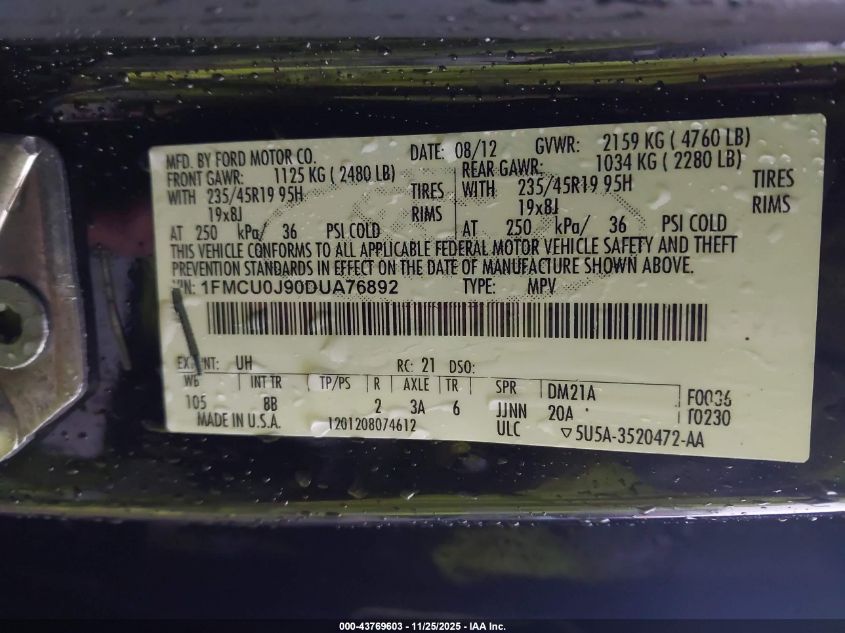 MFD. BY FORD MOTOR CO. DATE: 08/12 GVWR: 2159 KG ( 4760 LB)
FRONT GAWR: 1125 KG ( 2480 LB) REAR GAWR: 1034 KG ( 2280 LB)
WITH 235/45R19 95H TIRES WITH 235/45R19 95H TIRES
19x8J RIMS 19x8J RIMS
AT 250 kPa/ 36 PSI COLD AT 250 kPa/ 36 PSI COLD
THIS VEHICLE CONFORMS TO ALL APPLICABLE FEDERAL MOTOR VEHICLE SAFETY AND THEFT
PREVENTION STANDARDS IN EFFECT ON THE DATE OF MANUFACTURE SHOWN ABOVE.
VIN: 1FMCU0J90DUA76892 TYPE: MPV
EXT PNT: UH RC: 21 DSO:
WB INT TR TP/PS R AXLE TR SPR DM21A F0036
105 8B 2 3A 6 JJNN 20A T0230
MADE IN U.S.A. 1201208074612 ULC ▽5U5A-3520472-AA
000-43769603 - 11/25/2025 - IAA Inc.